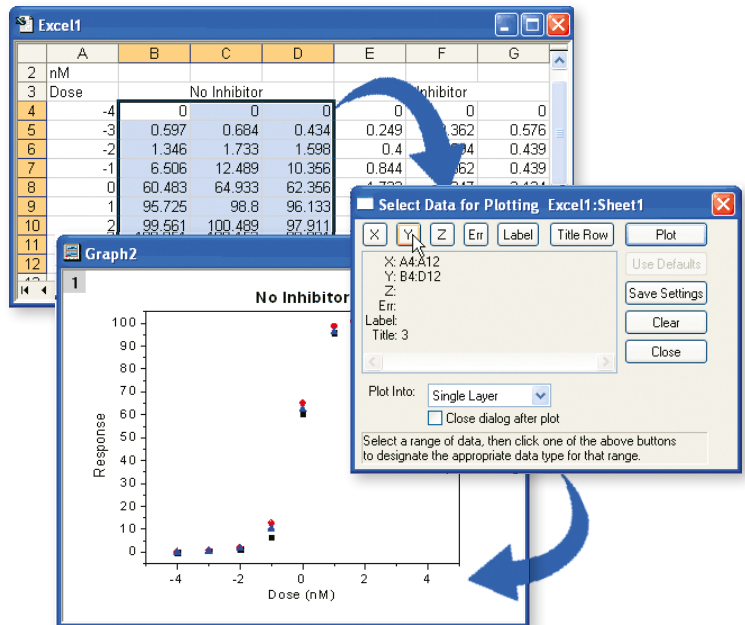 Excel1
A B C D E F G
2 nM
3 Dose No Inhibitor
4 -4 0 0 0 0 0 0
5 -3 0.597 0.684 0.434 0.249 0.576
6 -2 1.346 1.733 1.598 0.4 0.439
7 -1 6.506 12.489 10.356 0.844 0.439
8 0 60.483 64.933 62.356
9 1 95.725 98.8 96.133
10 2 99.561 100.489 97.911
11
12
Select Data for Plotting Excel1:Sheet1
X Y Z Err Label Title Row Plot
X: A4:A12
Y: B4:D12
Z:
Err:
Label:
Title: 3
Use Defaults
Save Settings
Clear
Close
Plot Into: Single Layer
Close dialog after plot
Select a range of data, then click one of the above buttons
to designate the appropriate data type for that range.
Graph2
1
No Inhibitor
Response
100
90
80
70
60
50
40
30
20
10
0
-4 -2 0 2 4
Dose (nM)